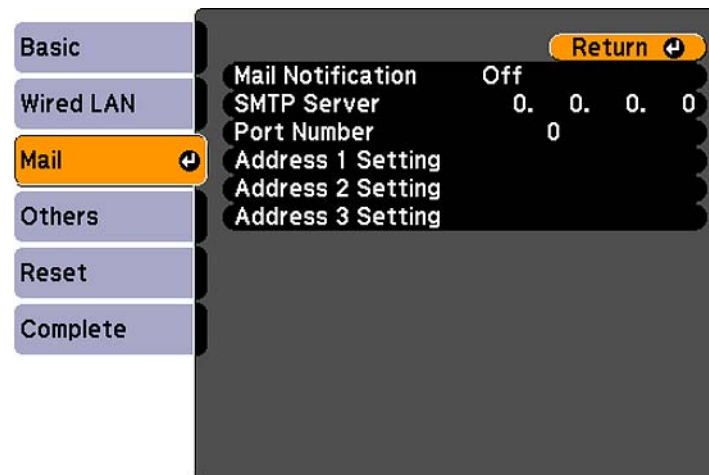 Basic
Wired LAN
Mail
Others
Reset
Complete
Return
Mail Notification Off
SMTP Server 0. 0. 0. 0
Port Number 0
Address 1 Setting
Address 2 Setting
Address 3 Setting